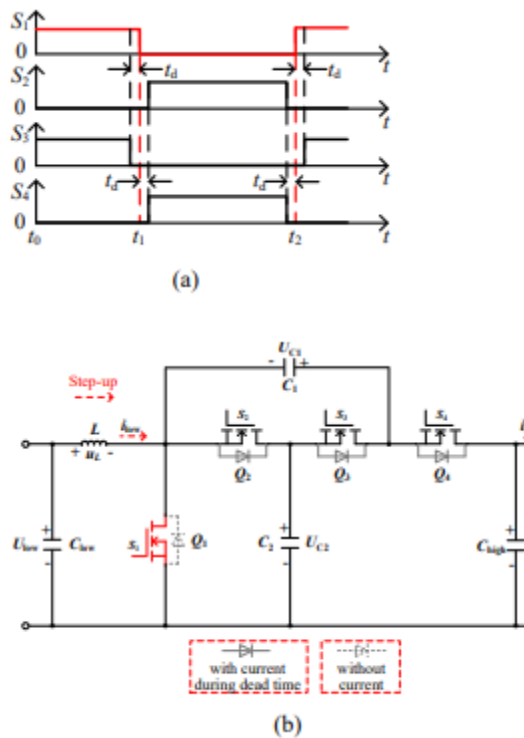 S1
0
t
td
td
S2
0
t
S3
0
t
td
td
S4
0
t0
t1
t2
t
(a)
UC1
- +
C1
Step-up
S2
S3
S4
L
ilow
+ uL -
Q2
Q3
Q4
i
+
Ulow
-
Clow
S1
Q1
C2
+
UC2
-
Chigh
+
-
with current
during dead time
without
current
(b)